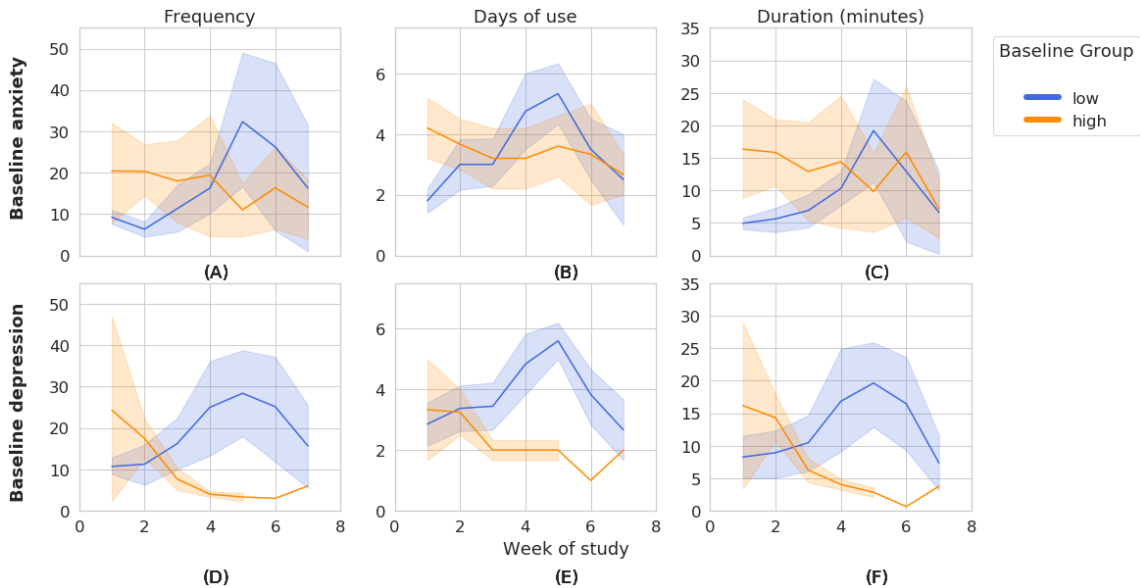 Frequency
Days of use
Duration (minutes)
Baseline Group
low
high
Baseline anxiety
50
40
30
20
10
0
6
4
2
0
35
30
25
20
15
10
5
0
(A)
(B)
(C)
Baseline depression
50
40
30
20
10
0
6
4
2
0
35
30
25
20
15
10
5
0
0 2 4 6 8
0 2 4 6 8
0 2 4 6 8
Week of study
(D)
(E)
(F)